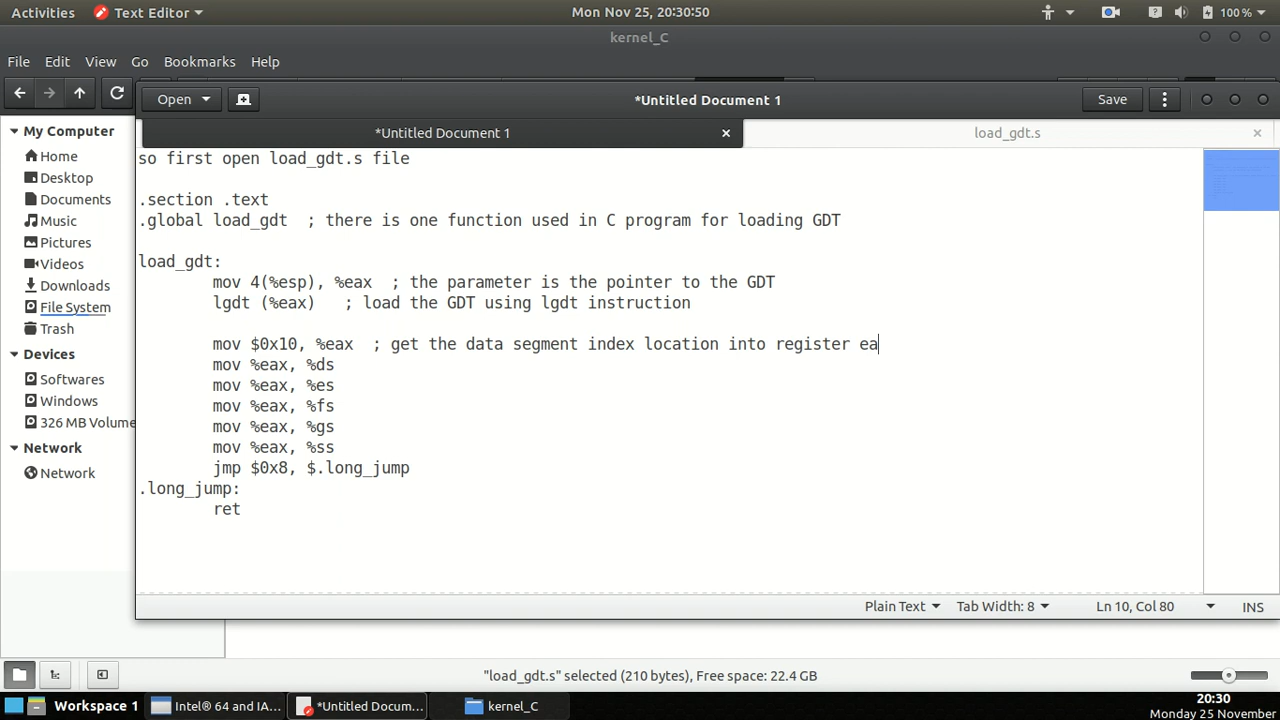 Activities Text Editor Mon Nov 25, 20:30:50 100 %
kernel_C
File Edit View Go Bookmarks Help
Open *Untitled Document 1 Save
My Computer
Home
Desktop
Documents
Music
Pictures
Videos
Downloads
File System
Trash
Devices
Softwares
Windows
326 MB Volume
Network
Network
*Untitled Document 1 load_gdt.s
so first open load_gdt.s file
.section .text
.global load_gdt ; there is one function used in C program for loading GDT
load_gdt:
mov 4(%esp), %eax ; the parameter is the pointer to the GDT
lgdt (%eax) ; load the GDT using lgdt instruction
mov $0x10, %eax ; get the data segment index location into register ea
mov %eax, %ds
mov %eax, %es
mov %eax, %fs
mov %eax, %gs
mov %eax, %ss
jmp $0x8, $.long_jump
.long_jump:
ret
Plain Text Tab Width: 8 Ln 10, Col 80 INS
"load_gdt.s" selected (210 bytes), Free space: 22.4 GB
Workspace 1 Intel® 64 and IA... *Untitled Docum... kernel_C 20:30
Monday 25 November